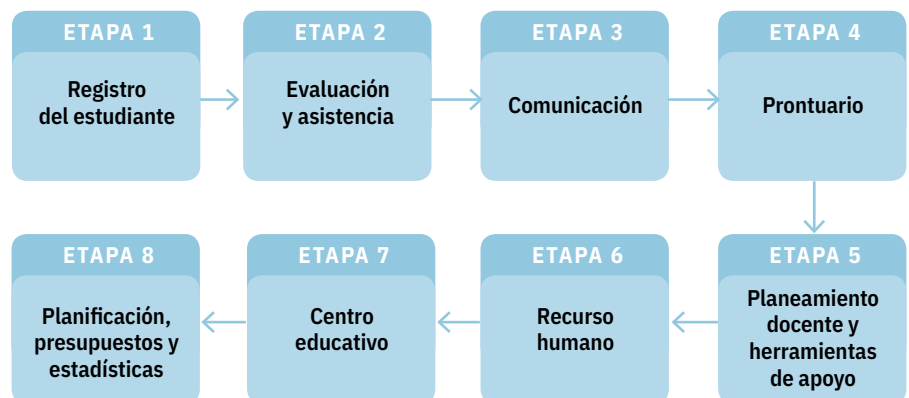 ETAPA 1
Registro
del estudiante
ETAPA 2
Evaluación
y asistencia
ETAPA 3
Comunicación
ETAPA 4
Prontuario
ETAPA 5
Planeamiento
docente y
herramientas
de apoyo
ETAPA 6
Recurso
humano
ETAPA 7
Centro
educativo
ETAPA 8
Planificación,
presupuestos y
estadísticas